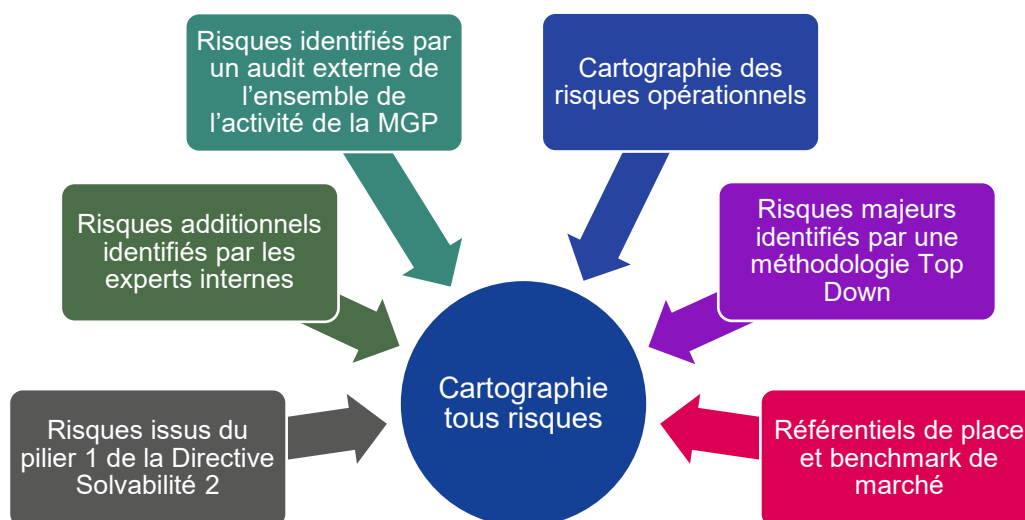 Risques identifiés par
un audit externe de
l’ensemble de
l’activité de la MGP
Cartographie des
risques opérationnels
Risques additionnels
identifiés par les
experts internes
Risques majeurs
identifiés par une
méthodologie Top
Down
Cartographie
tous risques
Risques issus du
pilier 1 de la Directive
Solvabilité 2
Référentiels de place
et benchmark de
marché